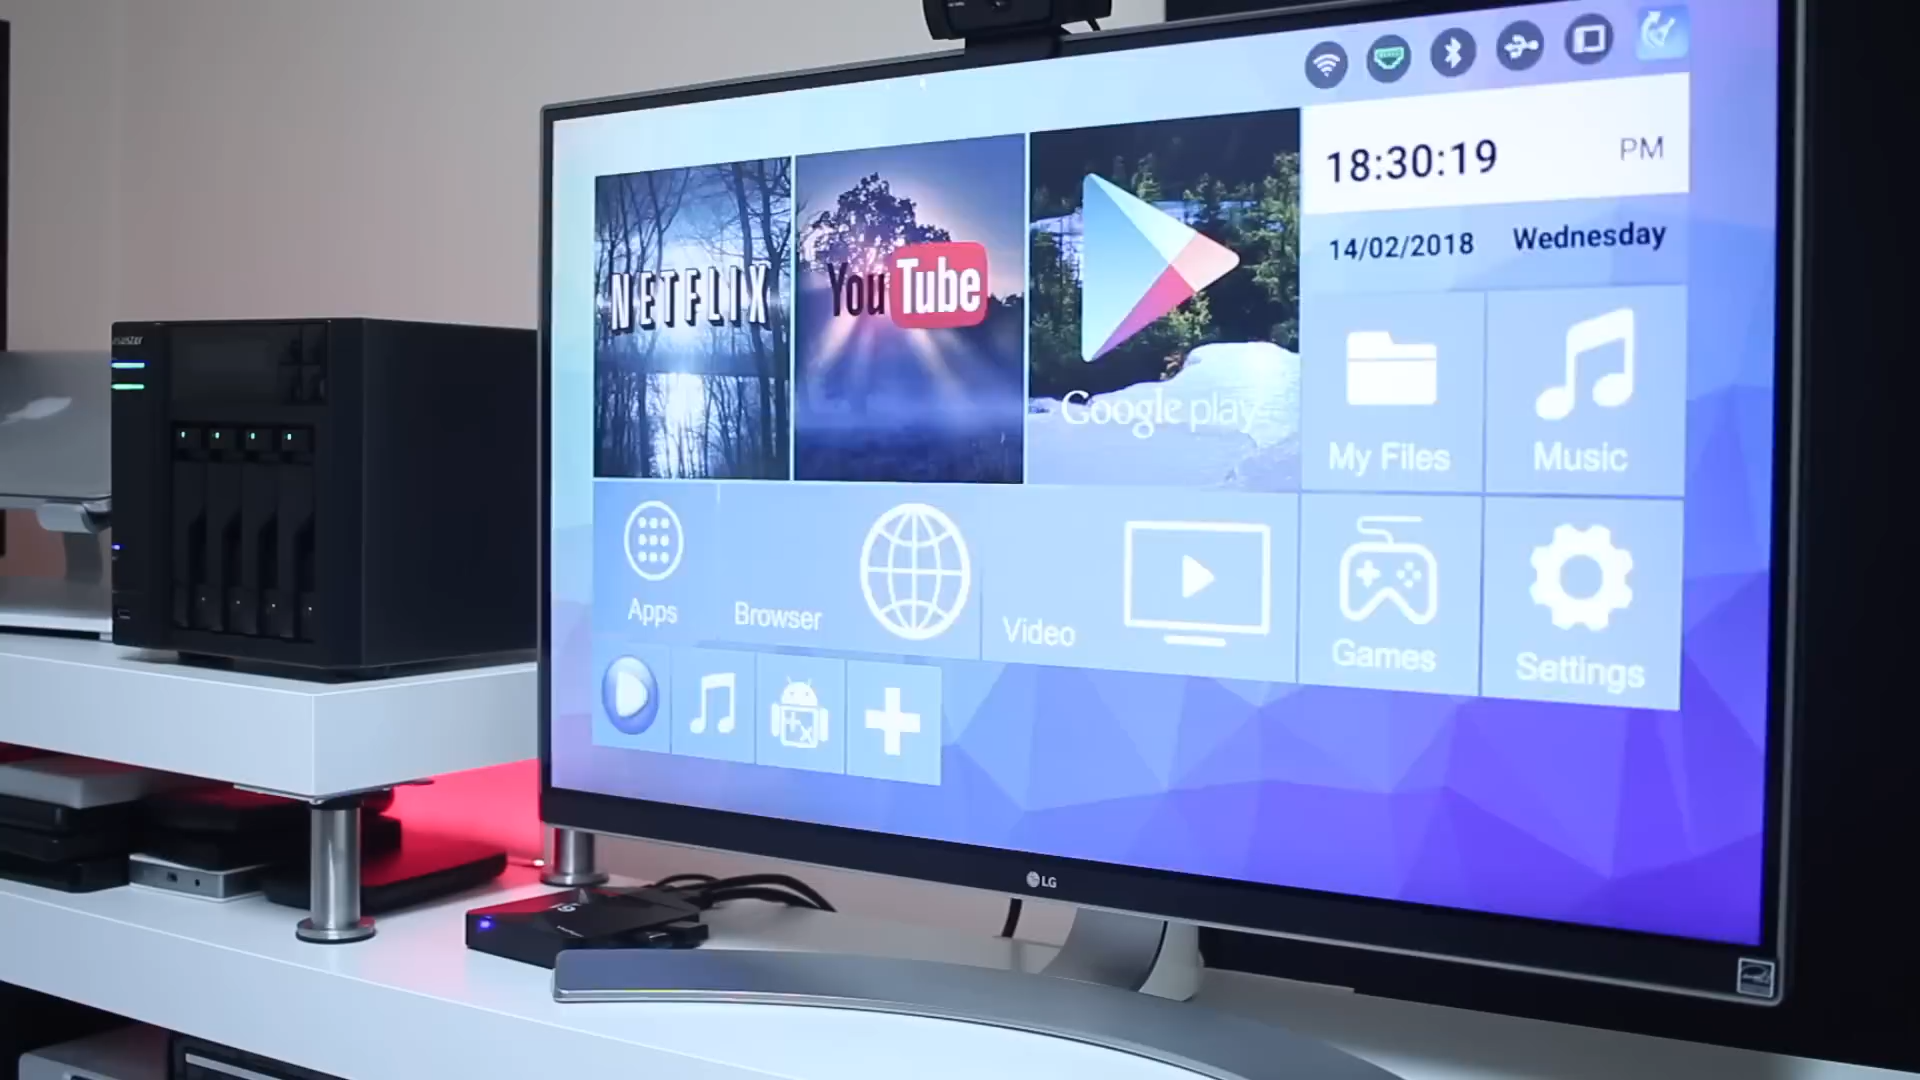 asustor
NETFLIX
YouTube
Google play
18:30:19 PM
14/02/2018 Wednesday
My Files
Music
Apps
Browser
Video
Games
Settings
LG